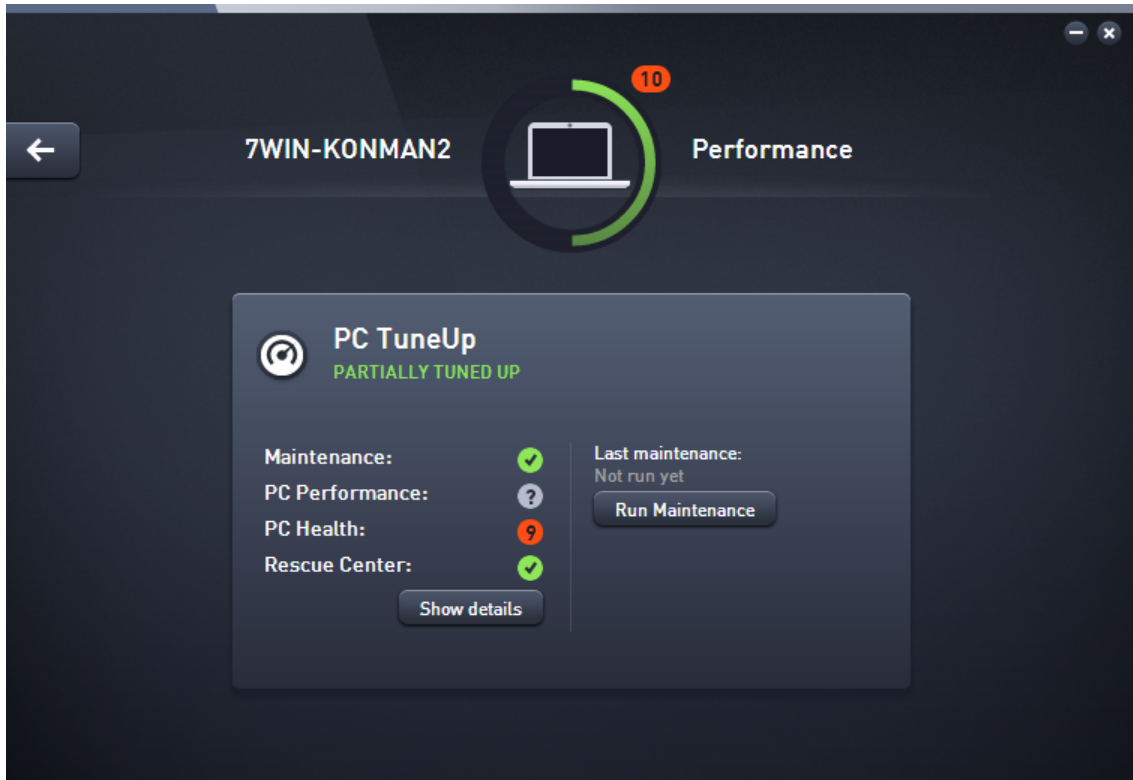 10
7WIN-KONMAN2
Performance
PC TuneUp
PARTIALLY TUNED UP
Maintenance:
PC Performance: ?
PC Health: 9
Rescue Center:
Show details
Last maintenance:
Not run yet
Run Maintenance